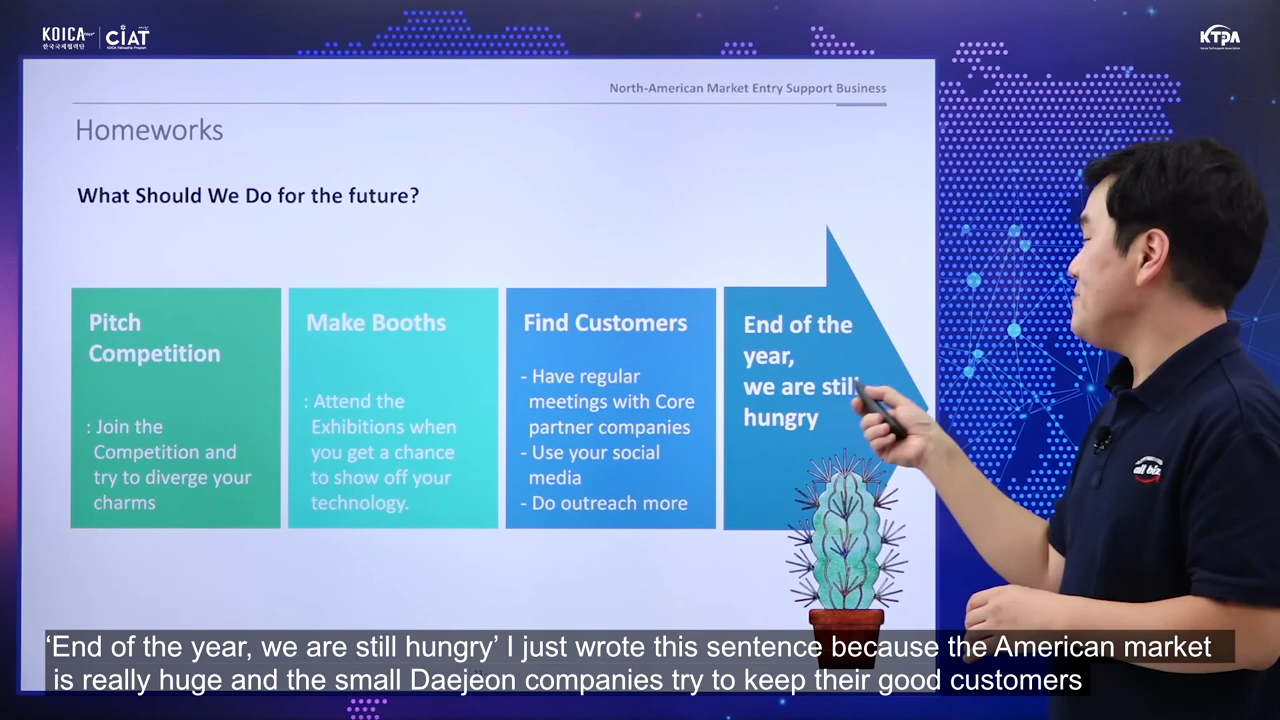 KOICA
한국국제협력단
CIAT
KOICA Fellowship Program
KTPA
Korea Technopark Association
North-American Market Entry Support Business
Homeworks
What Should We Do for the future?
Pitch
Competition
: Join the
Competition and
try to diverge your
charms
Make Booths
: Attend the
Exhibitions when
you get a chance
to show off your
technology.
Find Customers
- Have regular
meetings with Core
partner companies
- Use your social
media
- Do outreach more
End of the
year,
we are still
hungry
all biz
‘End of the year, we are still hungry’ I just wrote this sentence because the American market
is really huge and the small Daejeon companies try to keep their good customers